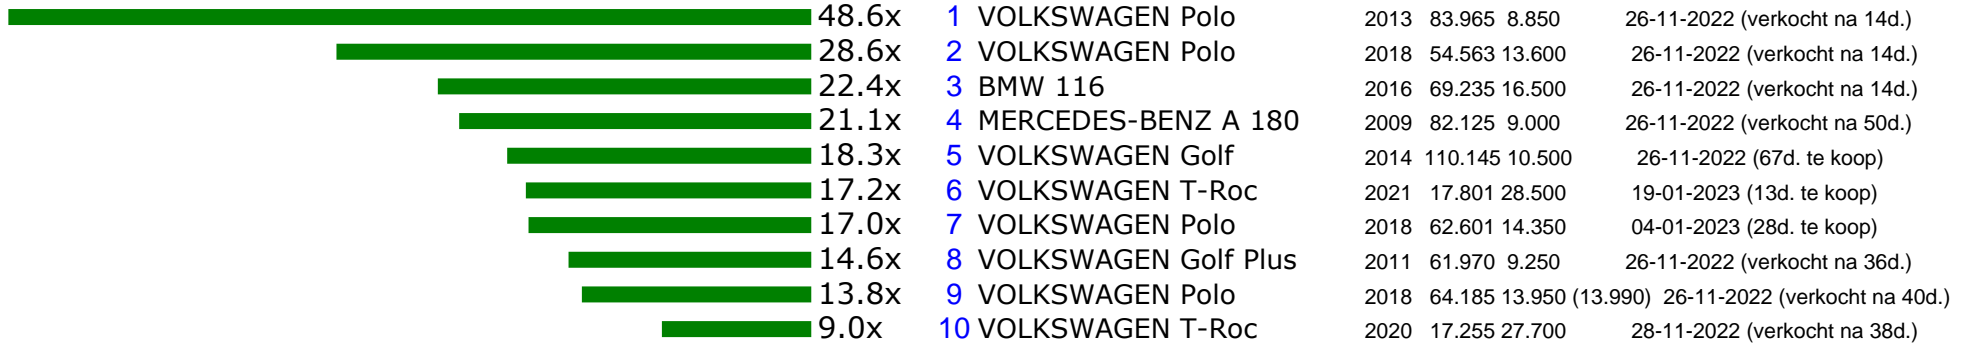 48.6x 1 VOLKSWAGEN Polo 2013 83.965 8.850 26-11-2022 (verkocht na 14d.)
28.6x 2 VOLKSWAGEN Polo 2018 54.563 13.600 26-11-2022 (verkocht na 14d.)
22.4x 3 BMW 116 2016 69.235 16.500 26-11-2022 (verkocht na 14d.)
21.1x 4 MERCEDES-BENZ A 180 2009 82.125 9.000 26-11-2022 (verkocht na 50d.)
18.3x 5 VOLKSWAGEN Golf 2014 110.145 10.500 26-11-2022 (67d. te koop)
17.2x 6 VOLKSWAGEN T-Roc 2021 17.801 28.500 19-01-2023 (13d. te koop)
17.0x 7 VOLKSWAGEN Polo 2018 62.601 14.350 04-01-2023 (28d. te koop)
14.6x 8 VOLKSWAGEN Golf Plus 2011 61.970 9.250 26-11-2022 (verkocht na 36d.)
13.8x 9 VOLKSWAGEN Polo 2018 64.185 13.950 (13.990) 26-11-2022 (verkocht na 40d.)
9.0x 10 VOLKSWAGEN T-Roc 2020 17.255 27.700 28-11-2022 (verkocht na 38d.)